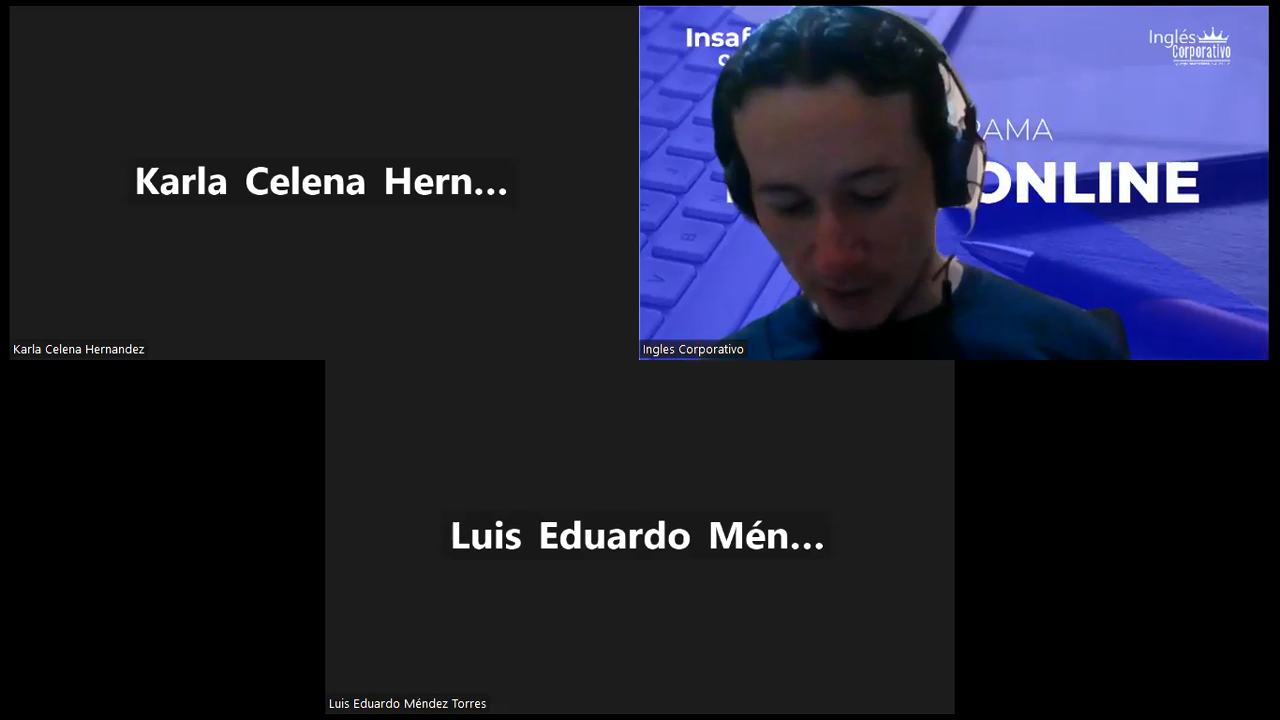 Karla Celena Hern...
Karla Celena Hernandez
Insaf
Inglés
Corporativo
RAMA
ONLINE
Ingles Corporativo
Luis Eduardo Mén...
Luis Eduardo Méndez Torres